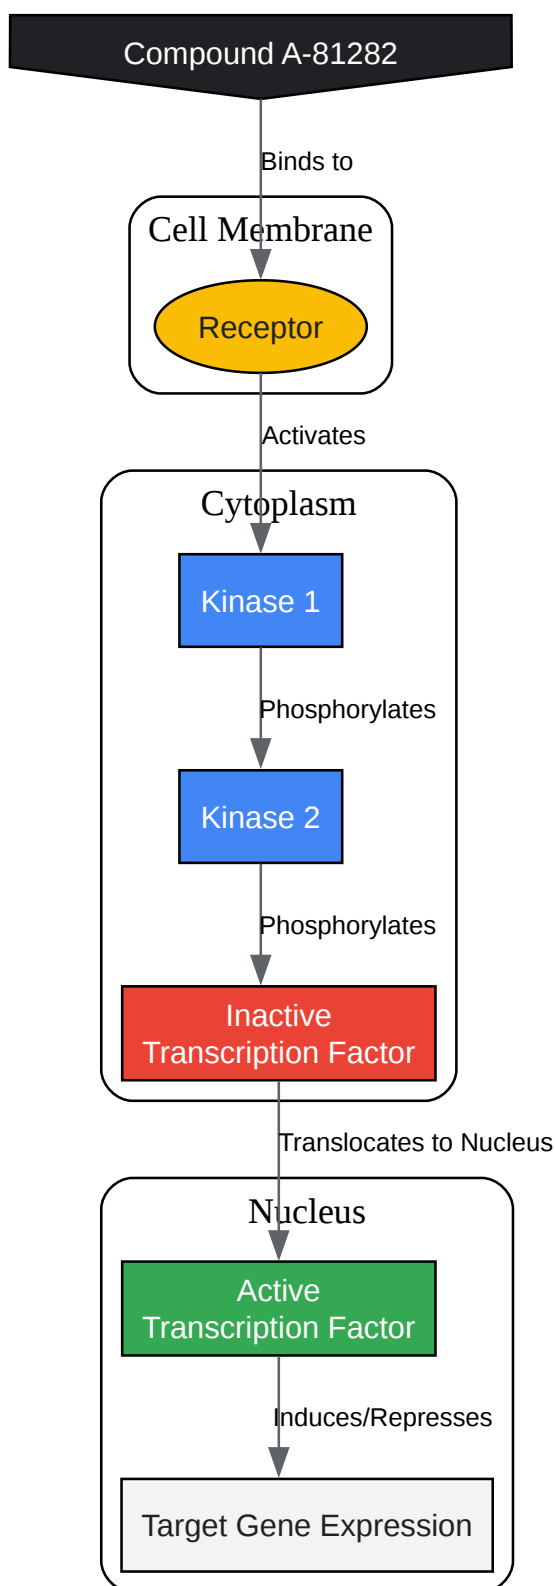 Compound A-81282
Binds to
Cell Membrane
Receptor
Activates
Cytoplasm
Kinase 1
Phosphorylates
Kinase 2
Phosphorylates
Inactive
Transcription Factor
Translocates to Nucleus
Nucleus
Active
Transcription Factor
Induces/Represses
Target Gene Expression